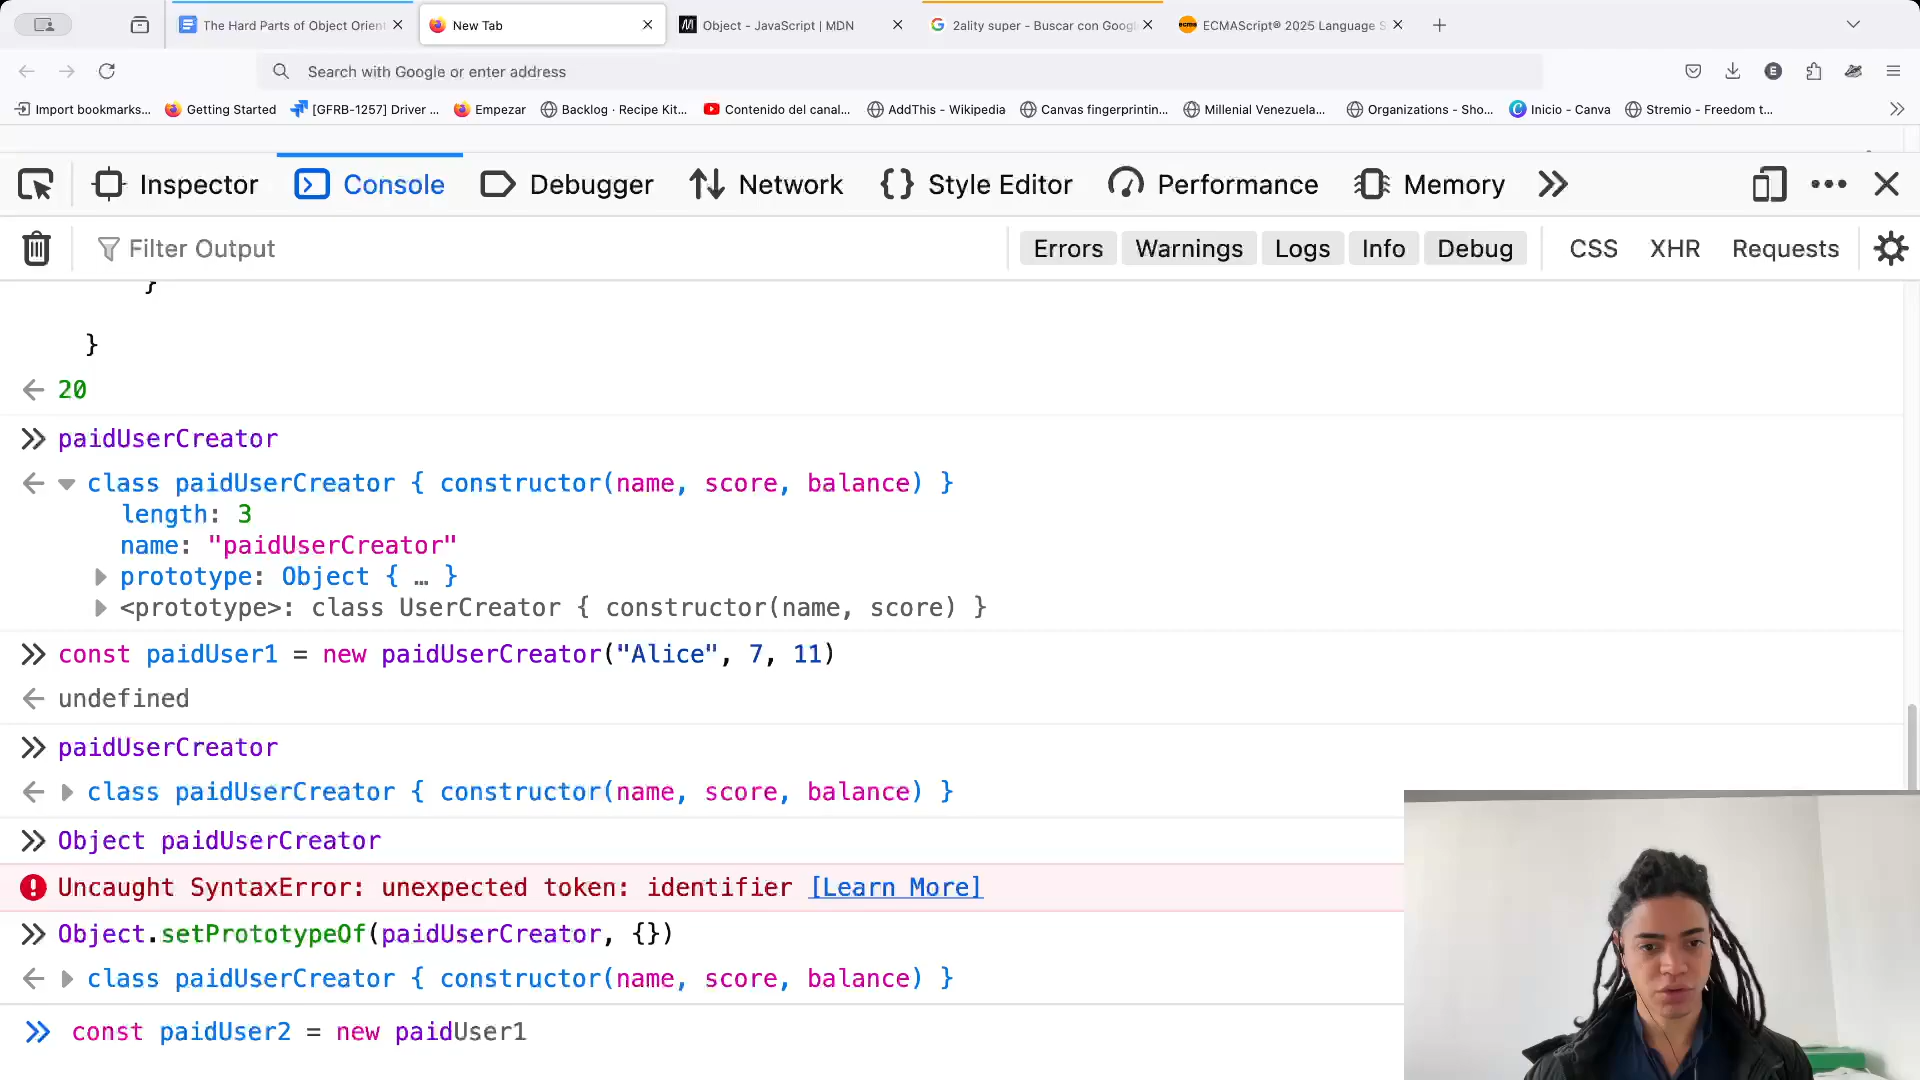 The Hard Parts of Object Orient
New Tab
Object - JavaScript | MDN
2ality super - Buscar con Googl
ECMAScript® 2025 Language S
Search with Google or enter address
E
Import bookmarks...
Getting Started
[GFRB-1257] Driver ...
Empezar
Backlog · Recipe Kit...
Contenido del canal...
AddThis - Wikipedia
Canvas fingerprintin...
Millenial Venezuela...
Organizations - Sho...
Inicio - Canva
Stremio - Freedom t...
Inspector
Console
Debugger
Network
Style Editor
Performance
Memory
Filter Output
Errors
Warnings
Logs
Info
Debug
CSS
XHR
Requests
}
}
20
paidUserCreator
class paidUserCreator { constructor(name, score, balance) }
length: 3
name: "paidUserCreator"
prototype: Object { … }
<prototype>: class UserCreator { constructor(name, score) }
const paidUser1 = new paidUserCreator("Alice", 7, 11)
undefined
paidUserCreator
class paidUserCreator { constructor(name, score, balance) }
Object paidUserCreator
Uncaught SyntaxError: unexpected token: identifier [Learn More]
Object.setPrototypeOf(paidUserCreator, {})
class paidUserCreator { constructor(name, score, balance) }
const paidUser2 = new paidUser1